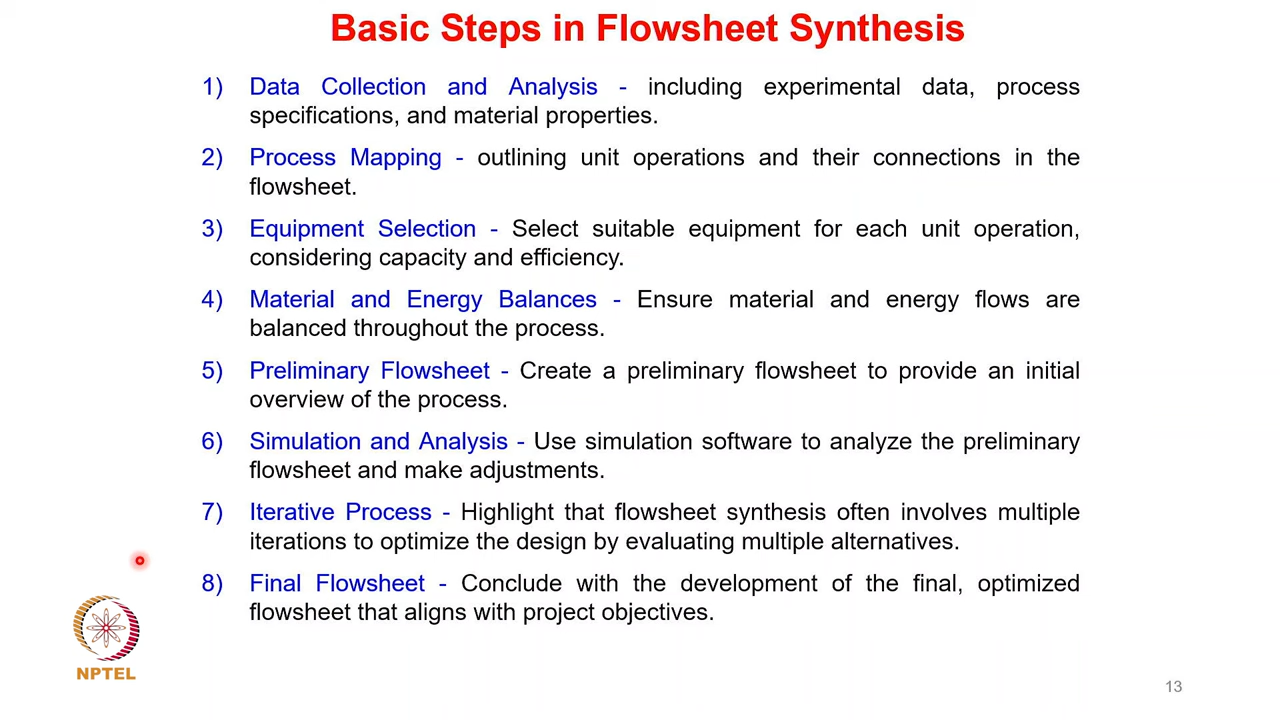 Basic Steps in Flowsheet Synthesis
1) Data Collection and Analysis - including experimental data, process
specifications, and material properties.
2) Process Mapping - outlining unit operations and their connections in the
flowsheet.
3) Equipment Selection - Select suitable equipment for each unit operation,
considering capacity and efficiency.
4) Material and Energy Balances - Ensure material and energy flows are
balanced throughout the process.
5) Preliminary Flowsheet - Create a preliminary flowsheet to provide an initial
overview of the process.
6) Simulation and Analysis - Use simulation software to analyze the preliminary
flowsheet and make adjustments.
7) Iterative Process - Highlight that flowsheet synthesis often involves multiple
iterations to optimize the design by evaluating multiple alternatives.
8) Final Flowsheet - Conclude with the development of the final, optimized
flowsheet that aligns with project objectives.
NPTEL
13